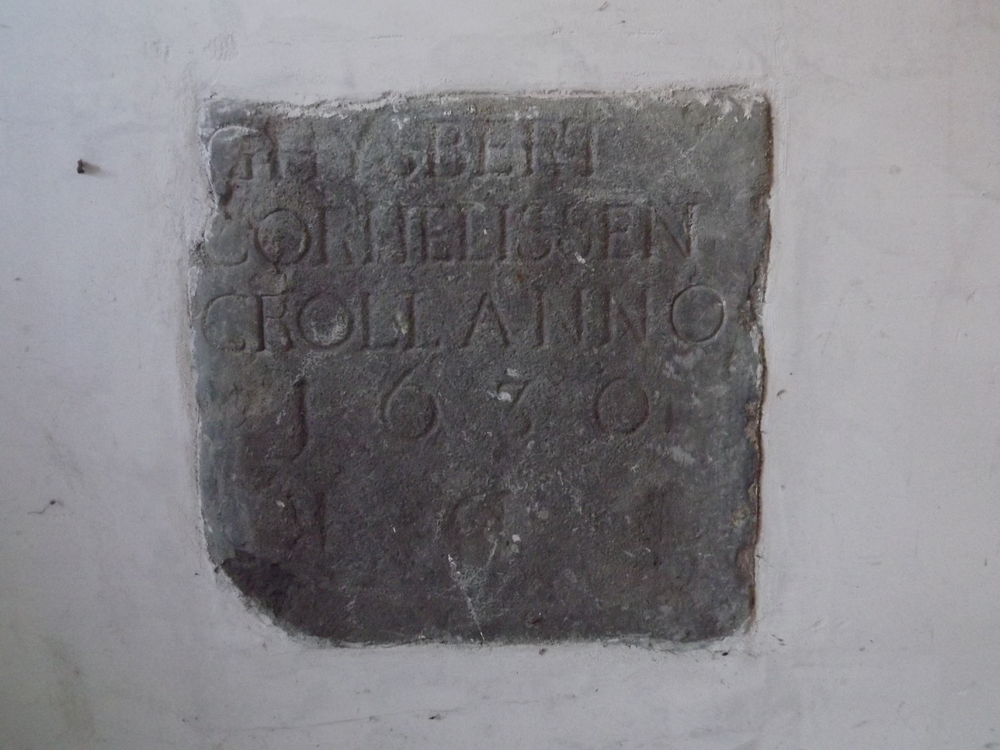 GHYSBERT
CORNELISSEN
CROLL ANNO
1670